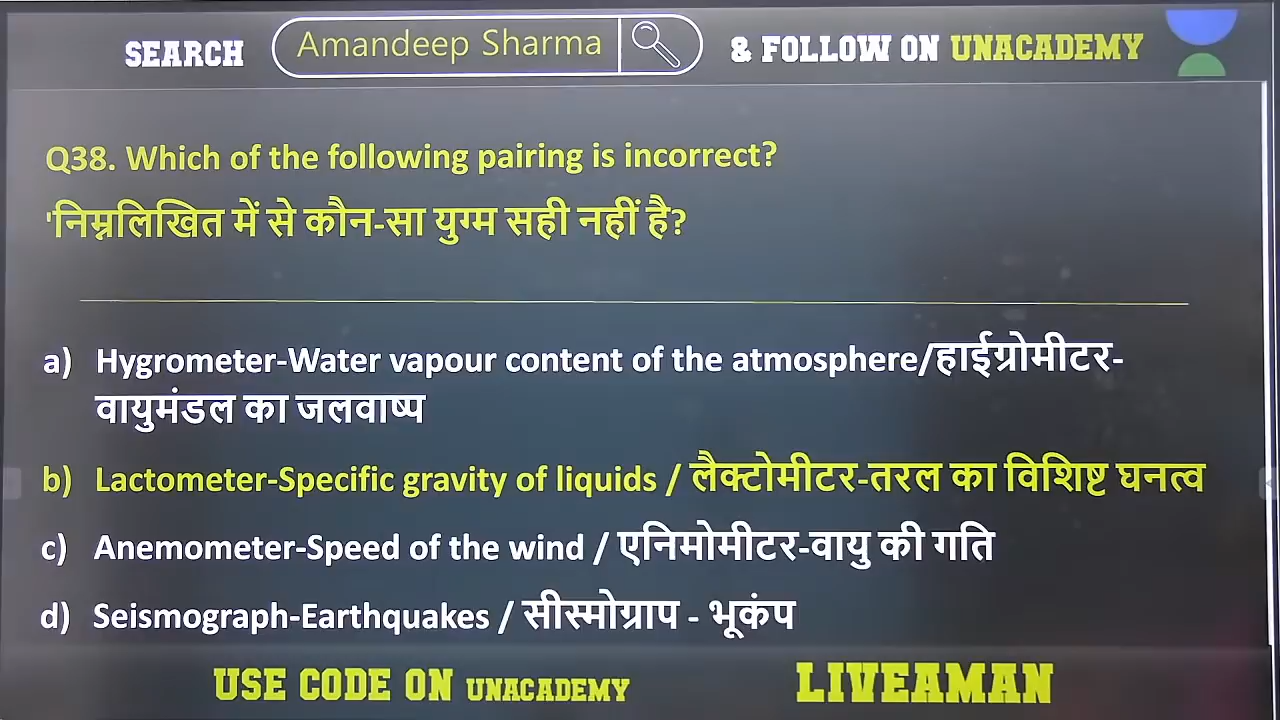 SEARCH Amandeep Sharma & FOLLOW ON UNACADEMY
Q38. Which of the following pairing is incorrect?
'निम्नलिखित में से कौन-सा युग्म सही नहीं है?
a) Hygrometer-Water vapour content of the atmosphere/हाईग्रोमीटर-
वायुमंडल का जलवाष्प
b) Lactometer-Specific gravity of liquids / लैक्टोमीटर-तरल का विशिष्ट घनत्व
c) Anemometer-Speed of the wind / एनिमोमीटर-वायु की गति
d) Seismograph-Earthquakes / सीस्मोग्राप - भूकंप
USE CODE ON UNACADEMY LIVEAMAN